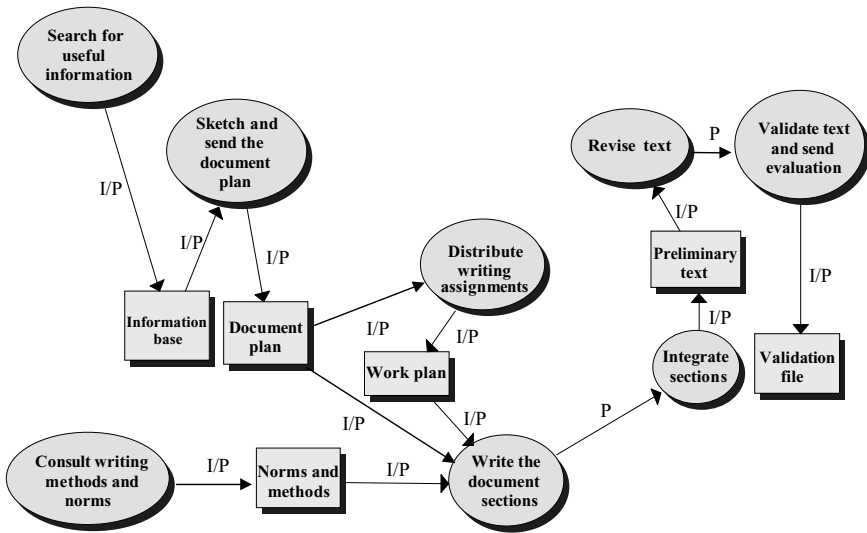 Search for
useful
information
I/P
Sketch and
send the
document
plan
I/P
I/P
Information
base
Document
plan
Distribute
writing
assignments
I/P
I/P
Work plan
I/P
I/P
Consult writing
methods and
norms
I/P
Norms and
methods
I/P
Write the
document
sections
P
Integrate
sections
I/P
Preliminary
text
I/P
Revise text
P
Validate text
and send
evaluation
I/P
Validation
file